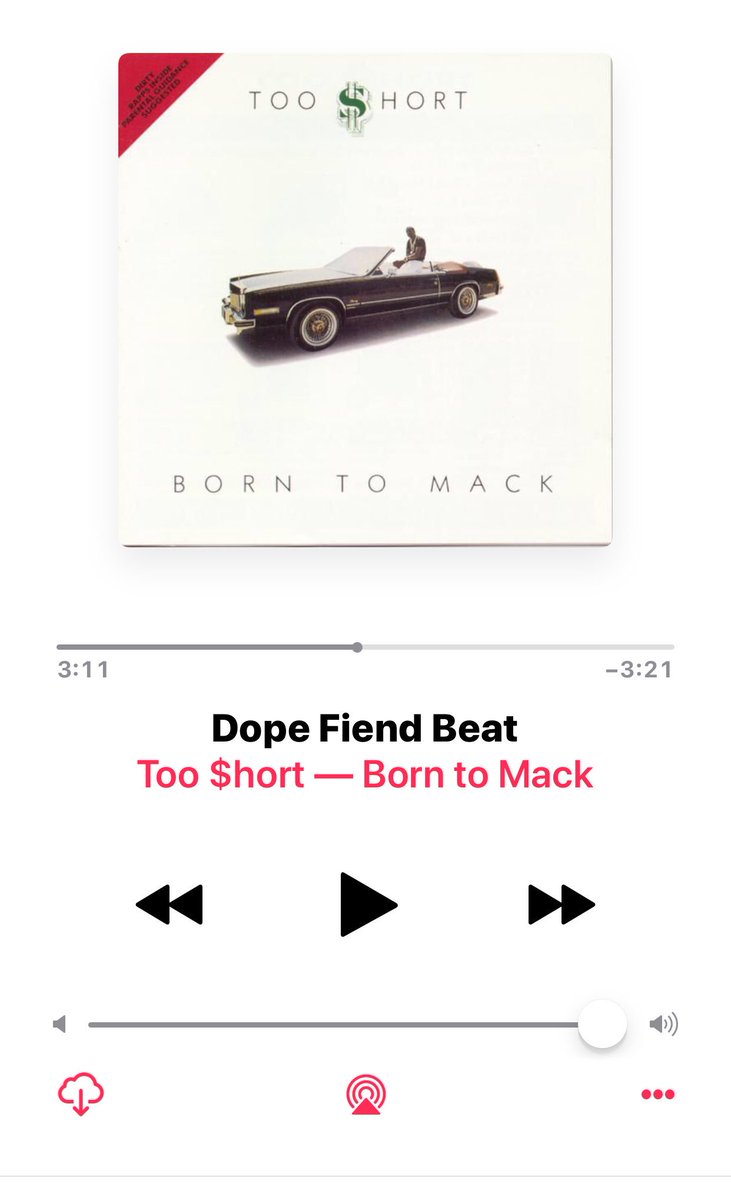 DIRTY
RAPPS INSIDE
PARENTAL GUIDANCE
SUGGESTED
TOO $HORT
BORN TO MACK
3:11
−3:21
Dope Fiend Beat
Too $hort — Born to Mack